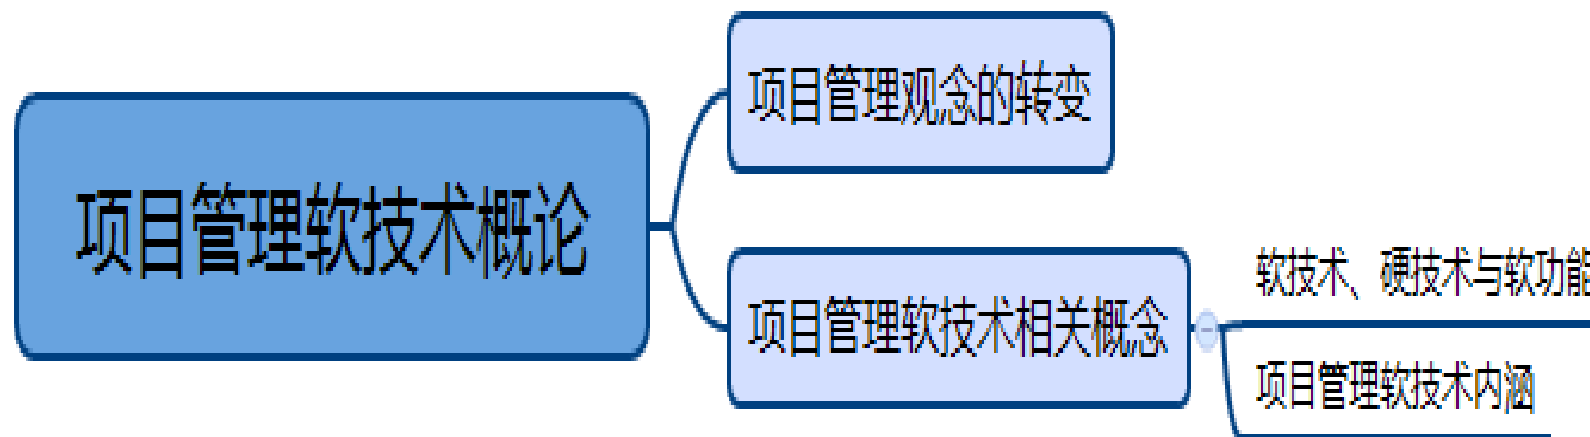 项目管理软技术概论
项目管理观念的转变
项目管理软技术相关概念
软技术、硬技术与软功能
项目管理软技术内涵